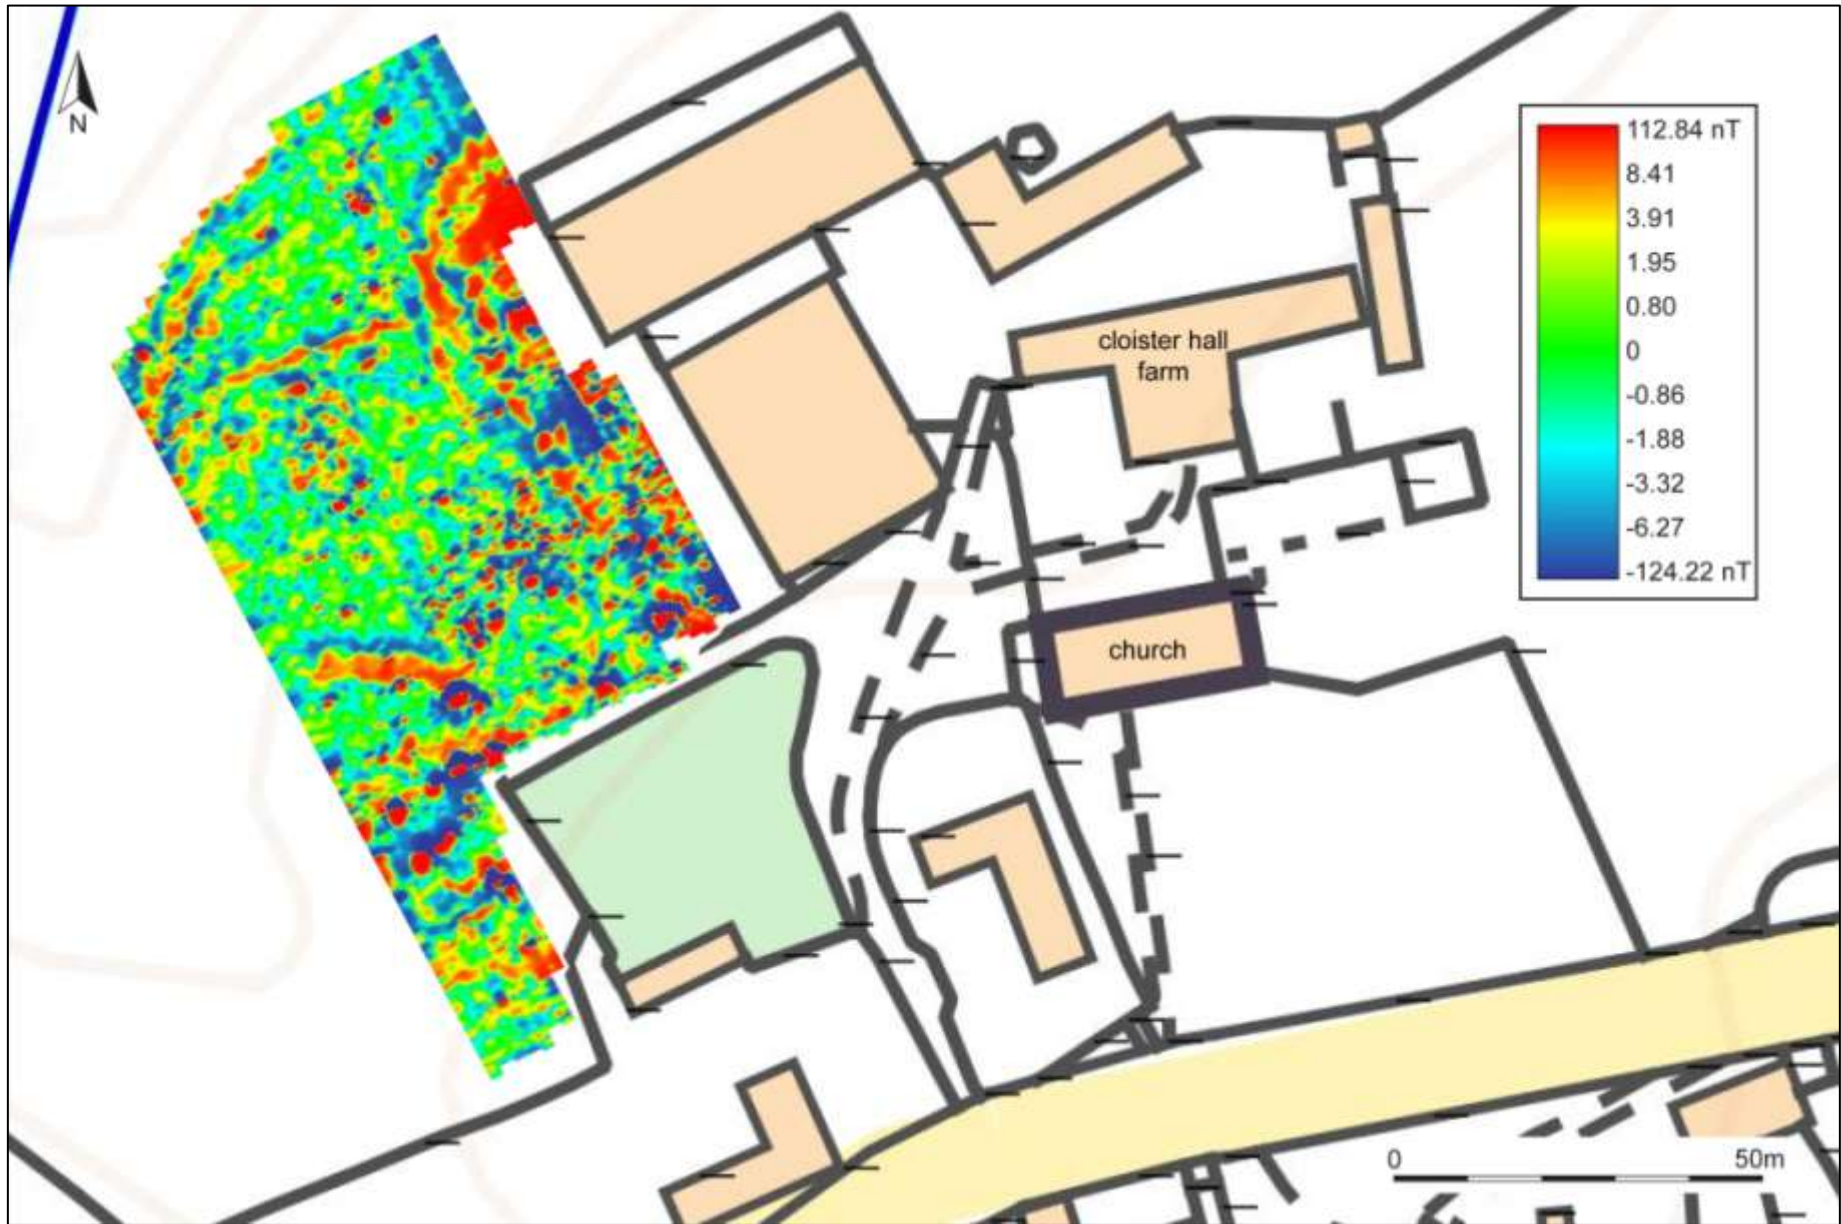 N
112.84 nT
8.41
3.91
1.95
0.80
0
-0.86
-1.88
-3.32
-6.27
-124.22 nT
cloister hall
farm
church
0 50m